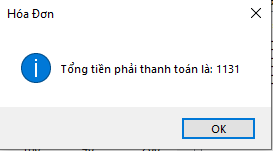 Hóa Đơn
Tổng tiền phải thanh toán là: 1131
OK